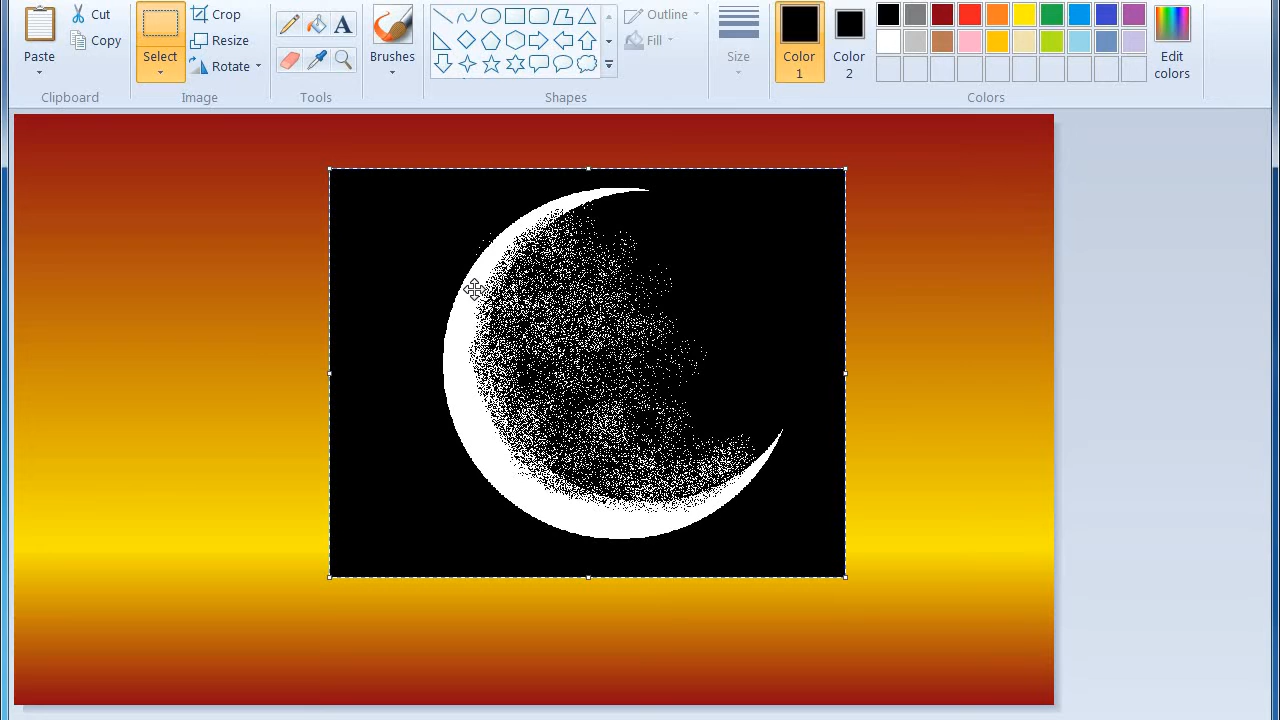 Paste
Cut
Copy
Clipboard
Select
Crop
Resize
Rotate
Image
A
Tools
Brushes
Shapes
Outline
Fill
Size
Color
1
Color
2
Edit
colors
Colors